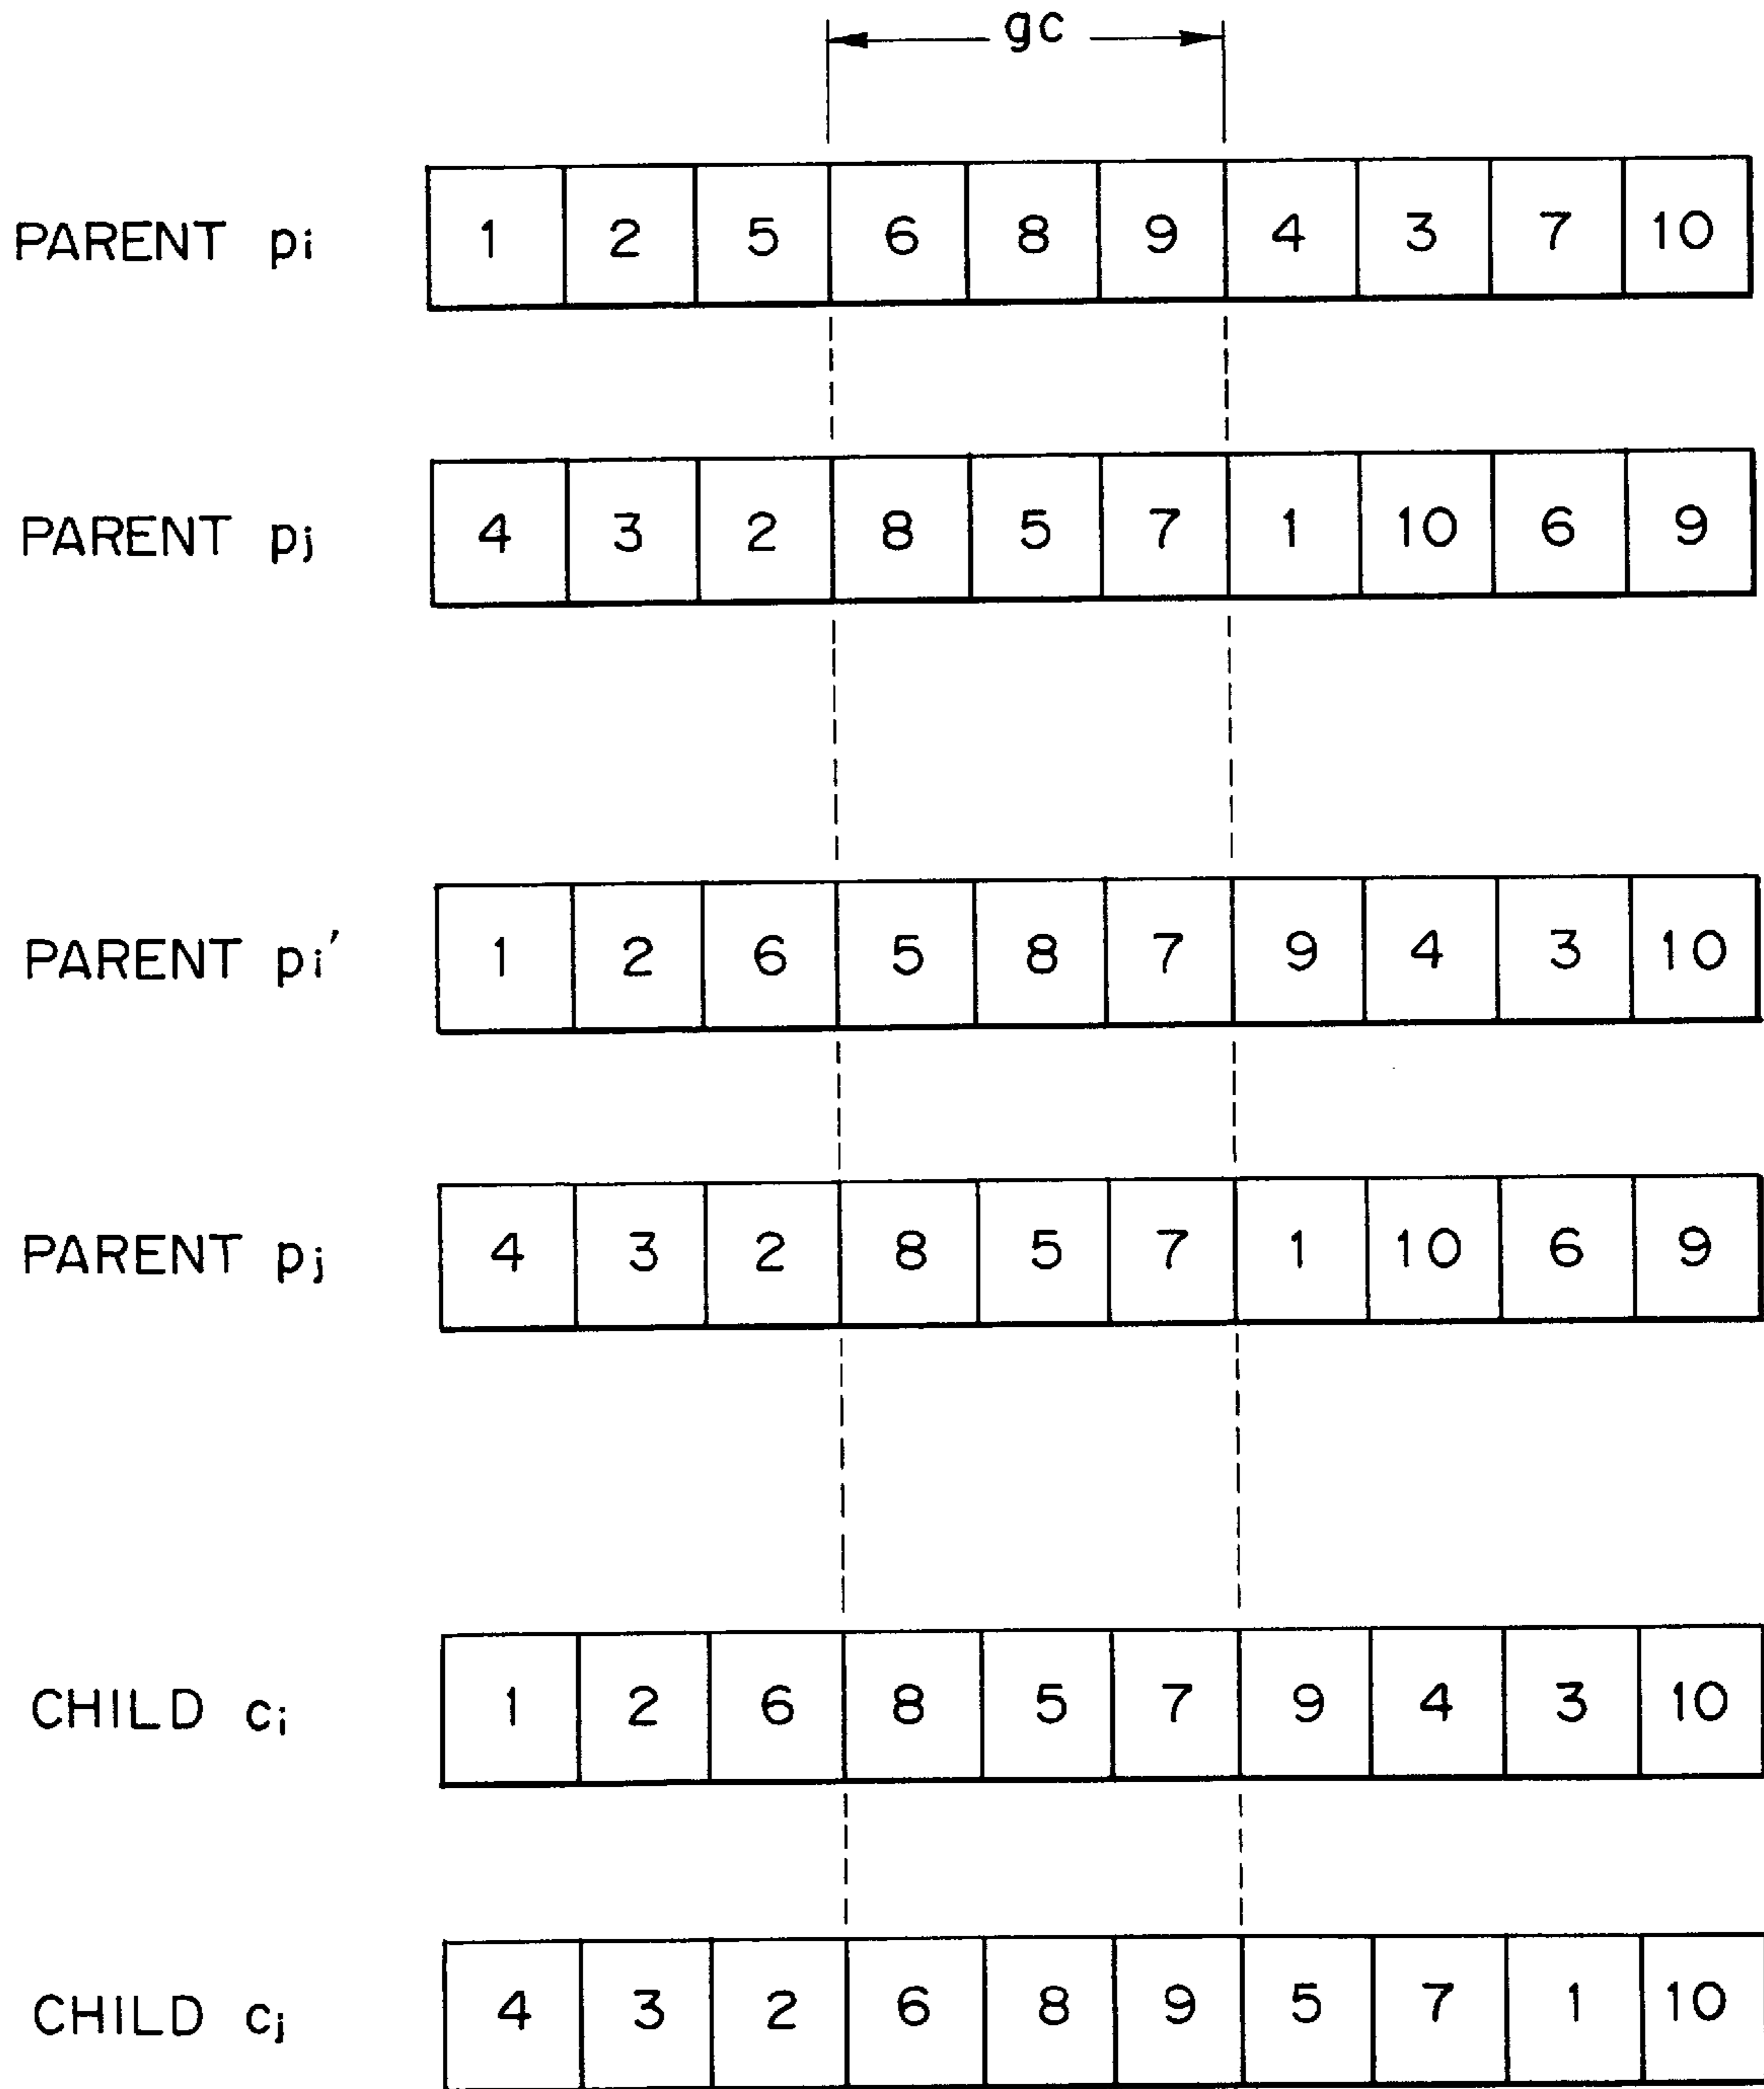 gc
PARENT pi 1 2 5 6 8 9 4 3 7 10
PARENT pj 4 3 2 8 5 7 1 10 6 9
PARENT pi' 1 2 6 5 8 7 9 4 3 10
PARENT pj 4 3 2 8 5 7 1 10 6 9
CHILD ci 1 2 6 8 5 7 9 4 3 10
CHILD cj 4 3 2 6 8 9 5 7 1 10